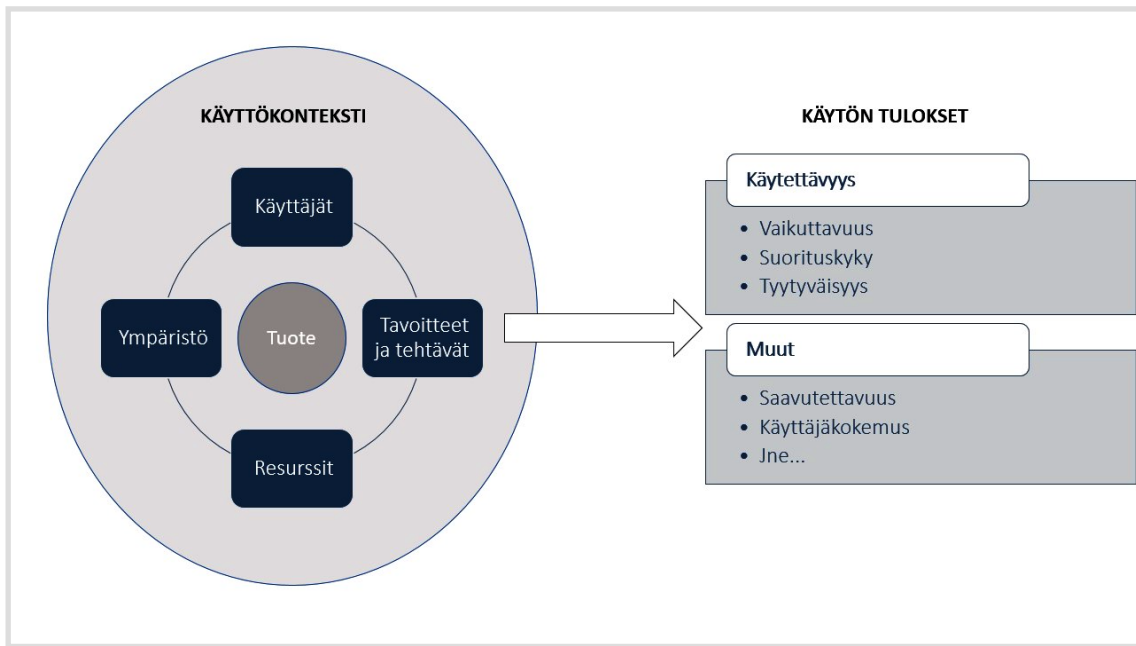 KÄYTTÖKONTEKSTI
Käyttäjät
Ympäristö
Tuote
Tavoitteet
ja tehtävät
Resurssit
KÄYTÖN TULOKSET
Käytettävyys
• Vaikuttavuus
• Suorituskyky
• Tyytyväisyys
Muut
• Saavutettavuus
• Käyttäjäkokemus
• Jne...